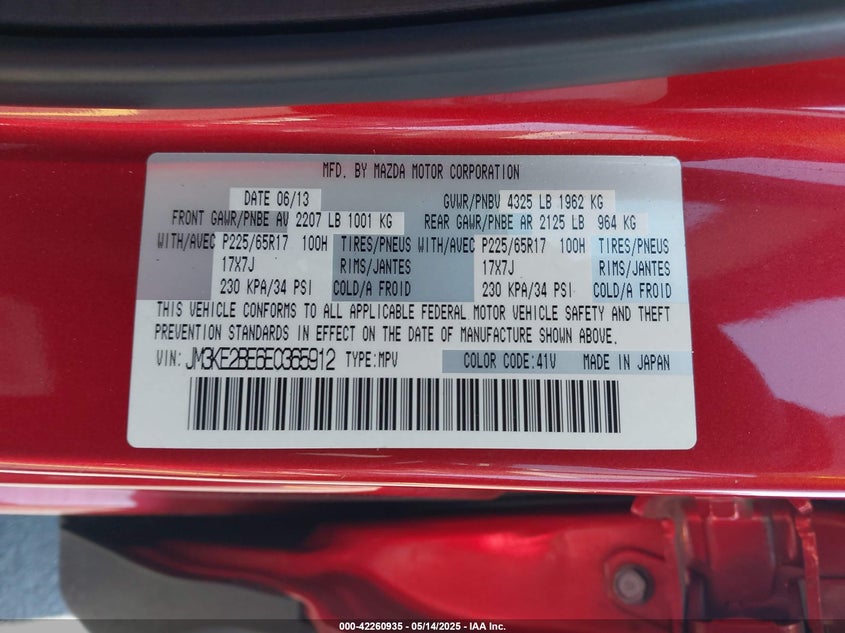 MFD. BY MAZDA MOTOR CORPORATION
DATE 06/13 GVWR/PNBV 4325 LB 1962 KG
FRONT GAWR/PNBE AV 2207 LB 1001 KG REAR GAWR/PNBE AR 2125 LB 964 KG
WITH/AVEC P225/65R17 100H TIRES/PNEUS WITH/AVEC P225/65R17 100H TIRES/PNEUS
17X7J RIMS/JANTES 17X7J RIMS/JANTES
230 KPA/34 PSI COLD/A FROID 230 KPA/34 PSI COLD/A FROID
THIS VEHICLE CONFORMS TO ALL APPLICABLE FEDERAL MOTOR VEHICLE SAFETY AND THEFT
PREVENTION STANDARDS IN EFFECT ON THE DATE OF MANUFACTURE SHOWN ABOVE.
VIN: JM3KE2BE6E0365912 TYPE:MPV COLOR CODE:41V MADE IN JAPAN
000-42260935 - 05/14/2025 - IAA Inc.